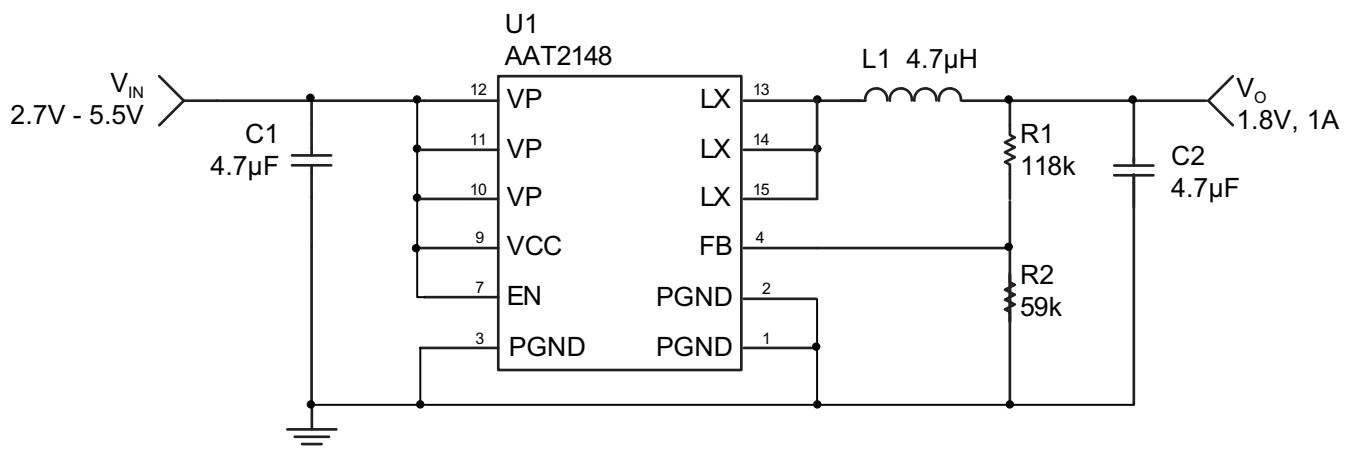 U1
AAT2148
V_IN
2.7V - 5.5V
C1
4.7µF
12 VP
11 VP
10 VP
9 VCC
7 EN
3 PGND
LX 13
LX 14
LX 15
FB 4
PGND 2
PGND 1
L1 4.7µH
R1
118k
R2
59k
C2
4.7µF
V_O
1.8V, 1A